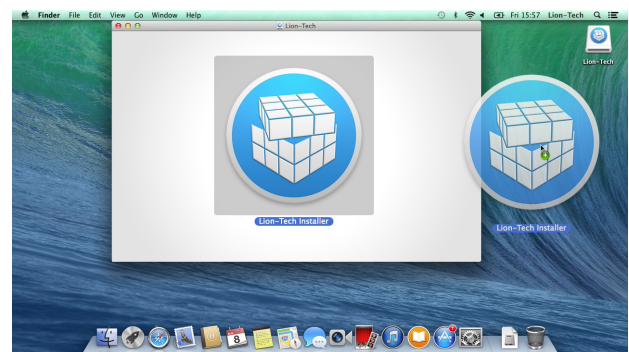 Finder File Edit View Go Window Help
Fri 15:57 Lion-Tech
Lion-Tech
Lion-Tech
Lion-Tech Installer
Lion-Tech Installer
8